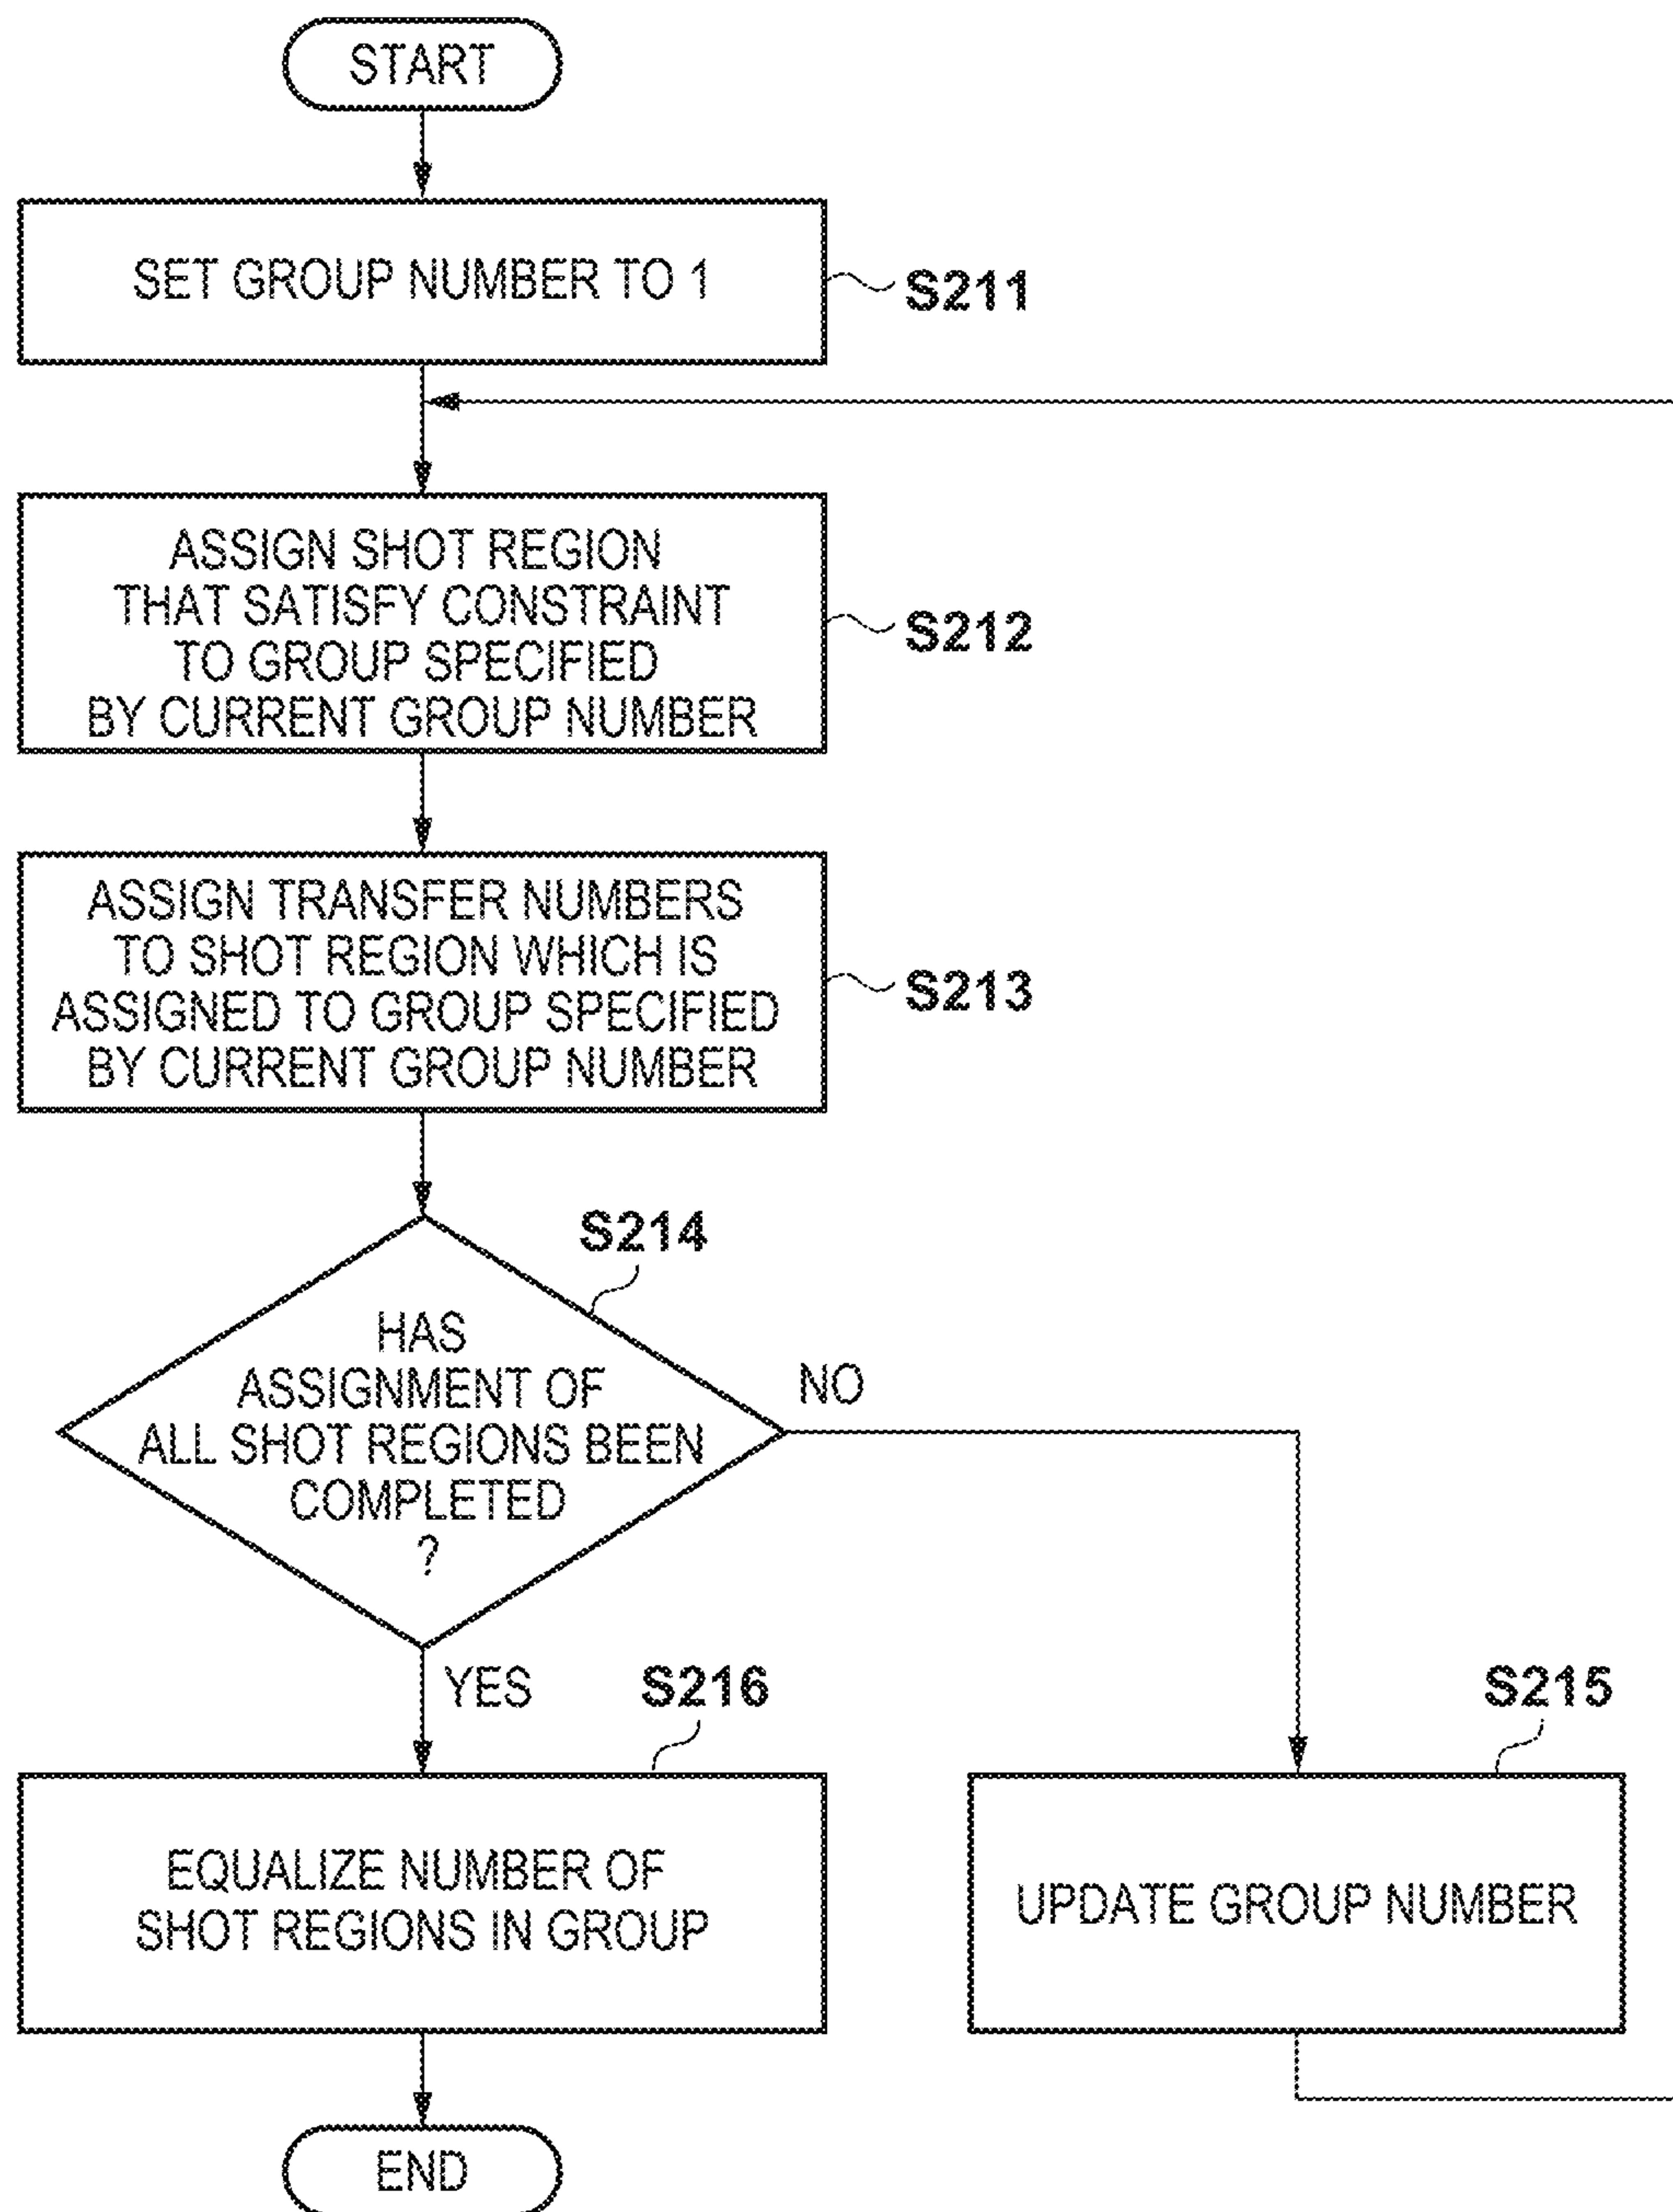 START
SET GROUP NUMBER TO 1
S211
ASSIGN SHOT REGION
THAT SATISFY CONSTRAINT
TO GROUP SPECIFIED
BY CURRENT GROUP NUMBER
S212
ASSIGN TRANSFER NUMBERS
TO SHOT REGION WHICH IS
ASSIGNED TO GROUP SPECIFIED
BY CURRENT GROUP NUMBER
S213
S214
HAS
ASSIGNMENT OF
ALL SHOT REGIONS BEEN
COMPLETED
?
NO
YES
S216
S215
EQUALIZE NUMBER OF
SHOT REGIONS IN GROUP
UPDATE GROUP NUMBER
END